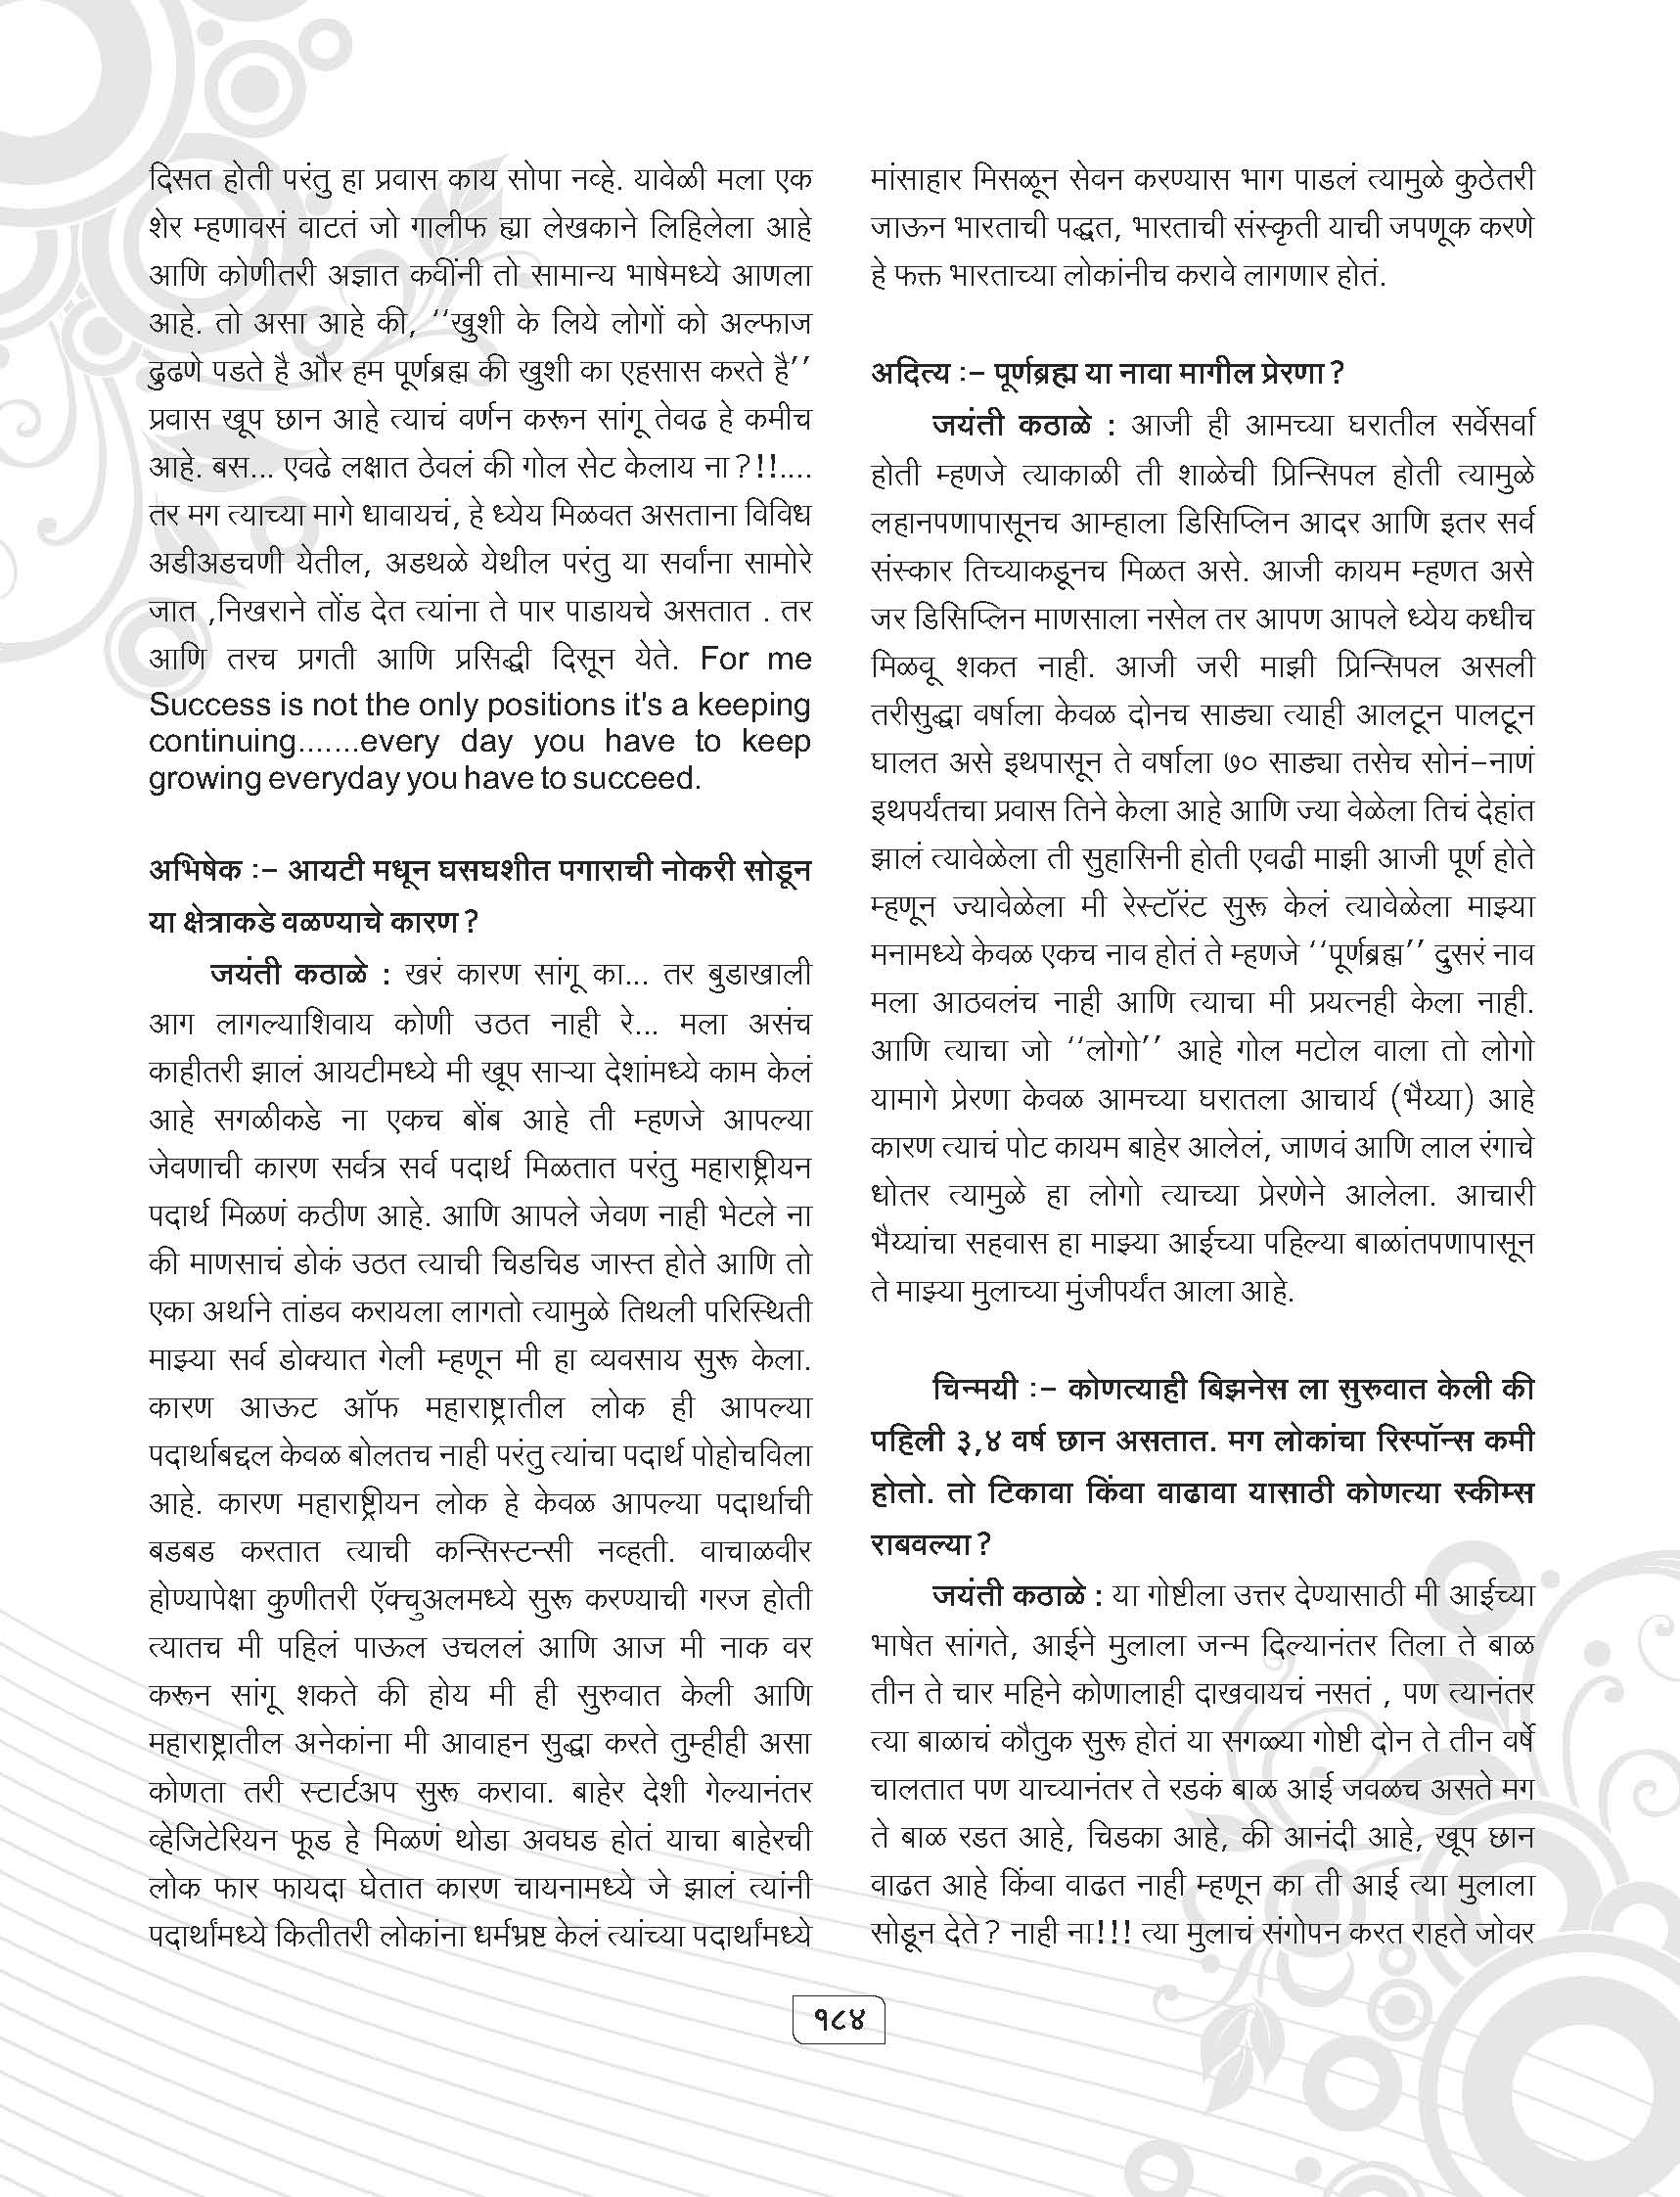 दिसत होती परंतु हा प्रवास काय सोपा नव्हे. यावेळी मला एक
शेर म्हणावसं वाटतं जो गालीफ ह्या लेखकाने लिहिलेला आहे
आणि कोणीतरी अज्ञात कवींनी तो सामान्य भाषेमध्ये आणला
आहे. तो असा आहे की, ‘‘खुशी के लिये लोगों को अल्फाज
ढुढणे पडते है और हम पूर्णब्रह्म की खुशी का एहसास करते है’’
प्रवास खूप छान आहे त्याचं वर्णन करून सांगू तेवढ हे कमीच
आहे. बस... एवढे लक्षात ठेवलं की गोल सेट केलाय ना?!!....
तर मग त्याच्या मागे धावायचं, हे ध्येय मिळवत असताना विविध
अडीअडचणी येतील, अडथळे येथील परंतु या सर्वांना सामोरे
जात ,निखराने तोंड देत त्यांना ते पार पाडायचे असतात . तर
आणि तरच प्रगती आणि प्रसिद्धी दिसून येते. For me
Success is not the only positions it's a keeping
continuing.......every day you have to keep
growing everyday you have to succeed.
अभिषेक :– आयटी मधून घसघशीत पगाराची नोकरी सोडून
या क्षेत्राकडे वळण्याचे कारण?
जयंती कठाळे : खरं कारण सांगू का... तर बुडाखाली
आग लागल्याशिवाय कोणी उठत नाही रे... मला असंच
काहीतरी झालं आयटीमध्ये मी खूप साऱ्या देशांमध्ये काम केलं
आहे सगळीकडे ना एकच बोंब आहे ती म्हणजे आपल्या
जेवणाची कारण सर्वत्र सर्व पदार्थ मिळतात परंतु महाराष्ट्रीयन
पदार्थ मिळणं कठीण आहे. आणि आपले जेवण नाही भेटले ना
की माणसाचं डोकं उठत त्याची चिडचिड जास्त होते आणि तो
एका अर्थाने तांडव करायला लागतो त्यामुळे तिथली परिस्थिती
माझ्या सर्व डोक्यात गेली म्हणून मी हा व्यवसाय सुरू केला.
कारण आऊट ऑफ महाराष्ट्रातील लोक ही आपल्या
पदार्थाबद्दल केवळ बोलतच नाही परंतु त्यांचा पदार्थ पोहोचविला
आहे. कारण महाराष्ट्रीयन लोक हे केवळ आपल्या पदार्थाची
बडबड करतात त्याची कन्सिस्टन्सी नव्हती. वाचाळवीर
होण्यापेक्षा कुणीतरी ऍक्चुअलमध्ये सुरू करण्याची गरज होती
त्यातच मी पहिलं पाऊल उचललं आणि आज मी नाक वर
करून सांगू शकते की होय मी ही सुरुवात केली आणि
महाराष्ट्रातील अनेकांना मी आवाहन सुद्धा करते तुम्हीही असा
कोणता तरी स्टार्टअप सुरू करावा. बाहेर देशी गेल्यानंतर
व्हेजिटेरियन फूड हे मिळणं थोडा अवघड होतं याचा बाहेरची
लोक फार फायदा घेतात कारण चायनामध्ये जे झालं त्यांनी
पदार्थांमध्ये कितीतरी लोकांना धर्मभ्रष्ट केलं त्यांच्या पदार्थांमध्ये
मांसाहार मिसळून सेवन करण्यास भाग पाडलं त्यामुळे कुठेतरी
जाऊन भारताची पद्धत, भारताची संस्कृती याची जपणूक करणे
हे फक्त भारताच्या लोकांनीच करावे लागणार होतं.
अदित्य :– पूर्णब्रह्म या नावा मागील प्रेरणा?
जयंती कठाळे : आजी ही आमच्या घरातील सर्वेसर्वा
होती म्हणजे त्याकाळी ती शाळेची प्रिन्सिपल होती त्यामुळे
लहानपणापासूनच आम्हाला डिसिप्लिन आदर आणि इतर सर्व
संस्कार तिच्याकडूनच मिळत असे. आजी कायम म्हणत असे
जर डिसिप्लिन माणसाला नसेल तर आपण आपले ध्येय कधीच
मिळवू शकत नाही. आजी जरी माझी प्रिन्सिपल असली
तरीसुद्धा वर्षाला केवळ दोनच साड्या त्याही आलटून पालटून
घालत असे इथपासून ते वर्षाला ७० साड्या तसेच सोनं–नाणं
इथपर्यंतचा प्रवास तिने केला आहे आणि ज्या वेळेला तिचं देहांत
झालं त्यावेळेला ती सुहासिनी होती एवढी माझी आजी पूर्ण होते
म्हणून ज्यावेळेला मी रेस्टॉरंट सुरू केलं त्यावेळेला माझ्या
मनामध्ये केवळ एकच नाव होतं ते म्हणजे ‘‘पूर्णब्रह्म’’ दुसरं नाव
मला आठवलंच नाही आणि त्याचा मी प्रयत्नही केला नाही.
आणि त्याचा जो ‘‘लोगो’’ आहे गोल मटोल वाला तो लोगो
यामागे प्रेरणा केवळ आमच्या घरातला आचार्य (भैय्या) आहे
कारण त्याचं पोट कायम बाहेर आलेलं, जाणवं आणि लाल रंगाचे
धोतर त्यामुळे हा लोगो त्याच्या प्रेरणेने आलेला. आचारी
भैय्यांचा सहवास हा माझ्या आईच्या पहिल्या बाळांतपणापासून
ते माझ्या मुलाच्या मुंजीपर्यंत आला आहे.
चिन्मयी :– कोणत्याही बिझनेस ला सुरुवात केली की
पहिली ३,४ वर्ष छान असतात. मग लोकांचा रिस्पॉन्स कमी
होतो. तो टिकावा किंवा वाढावा यासाठी कोणत्या स्कीम्स
राबवल्या?
जयंती कठाळे : या गोष्टीला उत्तर देण्यासाठी मी आईच्या
भाषेत सांगते, आईने मुलाला जन्म दिल्यानंतर तिला ते बाळ
तीन ते चार महिने कोणालाही दाखवायचं नसतं , पण त्यानंतर
त्या बाळाचं कौतुक सुरू होतं या सगळ्या गोष्टी दोन ते तीन वर्षे
चालतात पण याच्यानंतर ते रडकं बाळ आई जवळच असते मग
ते बाळ रडत आहे, चिडका आहे, की आनंदी आहे, खूप छान
वाढत आहे किंवा वाढत नाही म्हणून का ती आई त्या मुलाला
सोडून देते? नाही ना!!! त्या मुलाचं संगोपन करत राहते जोवर
१८४